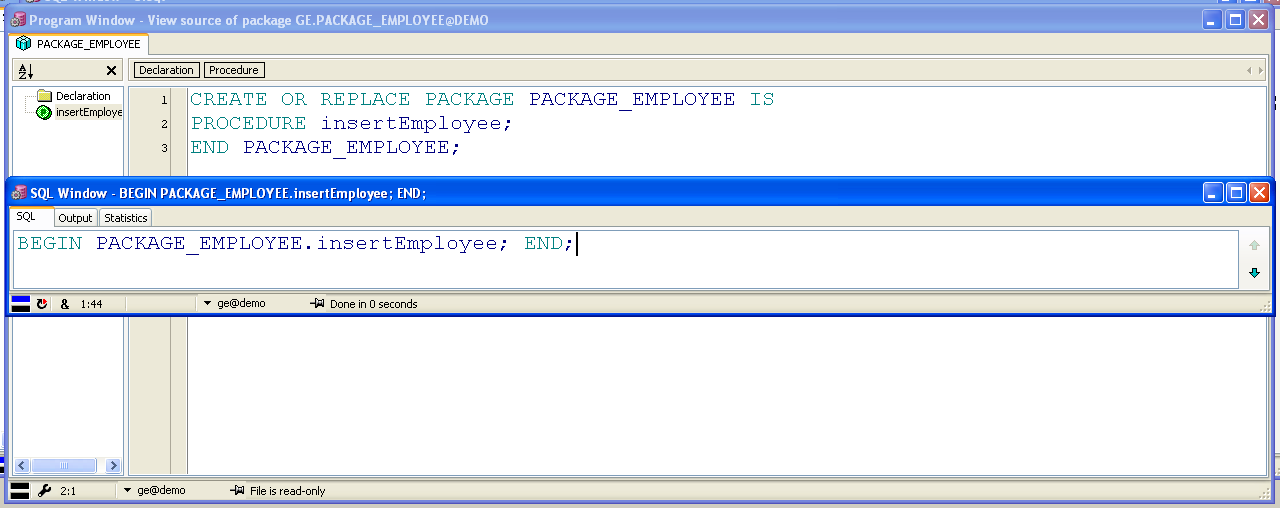 Program Window - View source of package GE.PACKAGE_EMPLOYEE@DEMO
PACKAGE_EMPLOYEE
Declaration Procedure
Declaration
insertEmploye
1 CREATE OR REPLACE PACKAGE PACKAGE_EMPLOYEE IS
2 PROCEDURE insertEmployee;
3 END PACKAGE_EMPLOYEE;
SQL Window - BEGIN PACKAGE_EMPLOYEE.insertEmployee; END;
SQL Output Statistics
BEGIN PACKAGE_EMPLOYEE.insertEmployee; END;
& 1:44 ge@demo Done in 0 seconds
2:1 ge@demo File is read-only